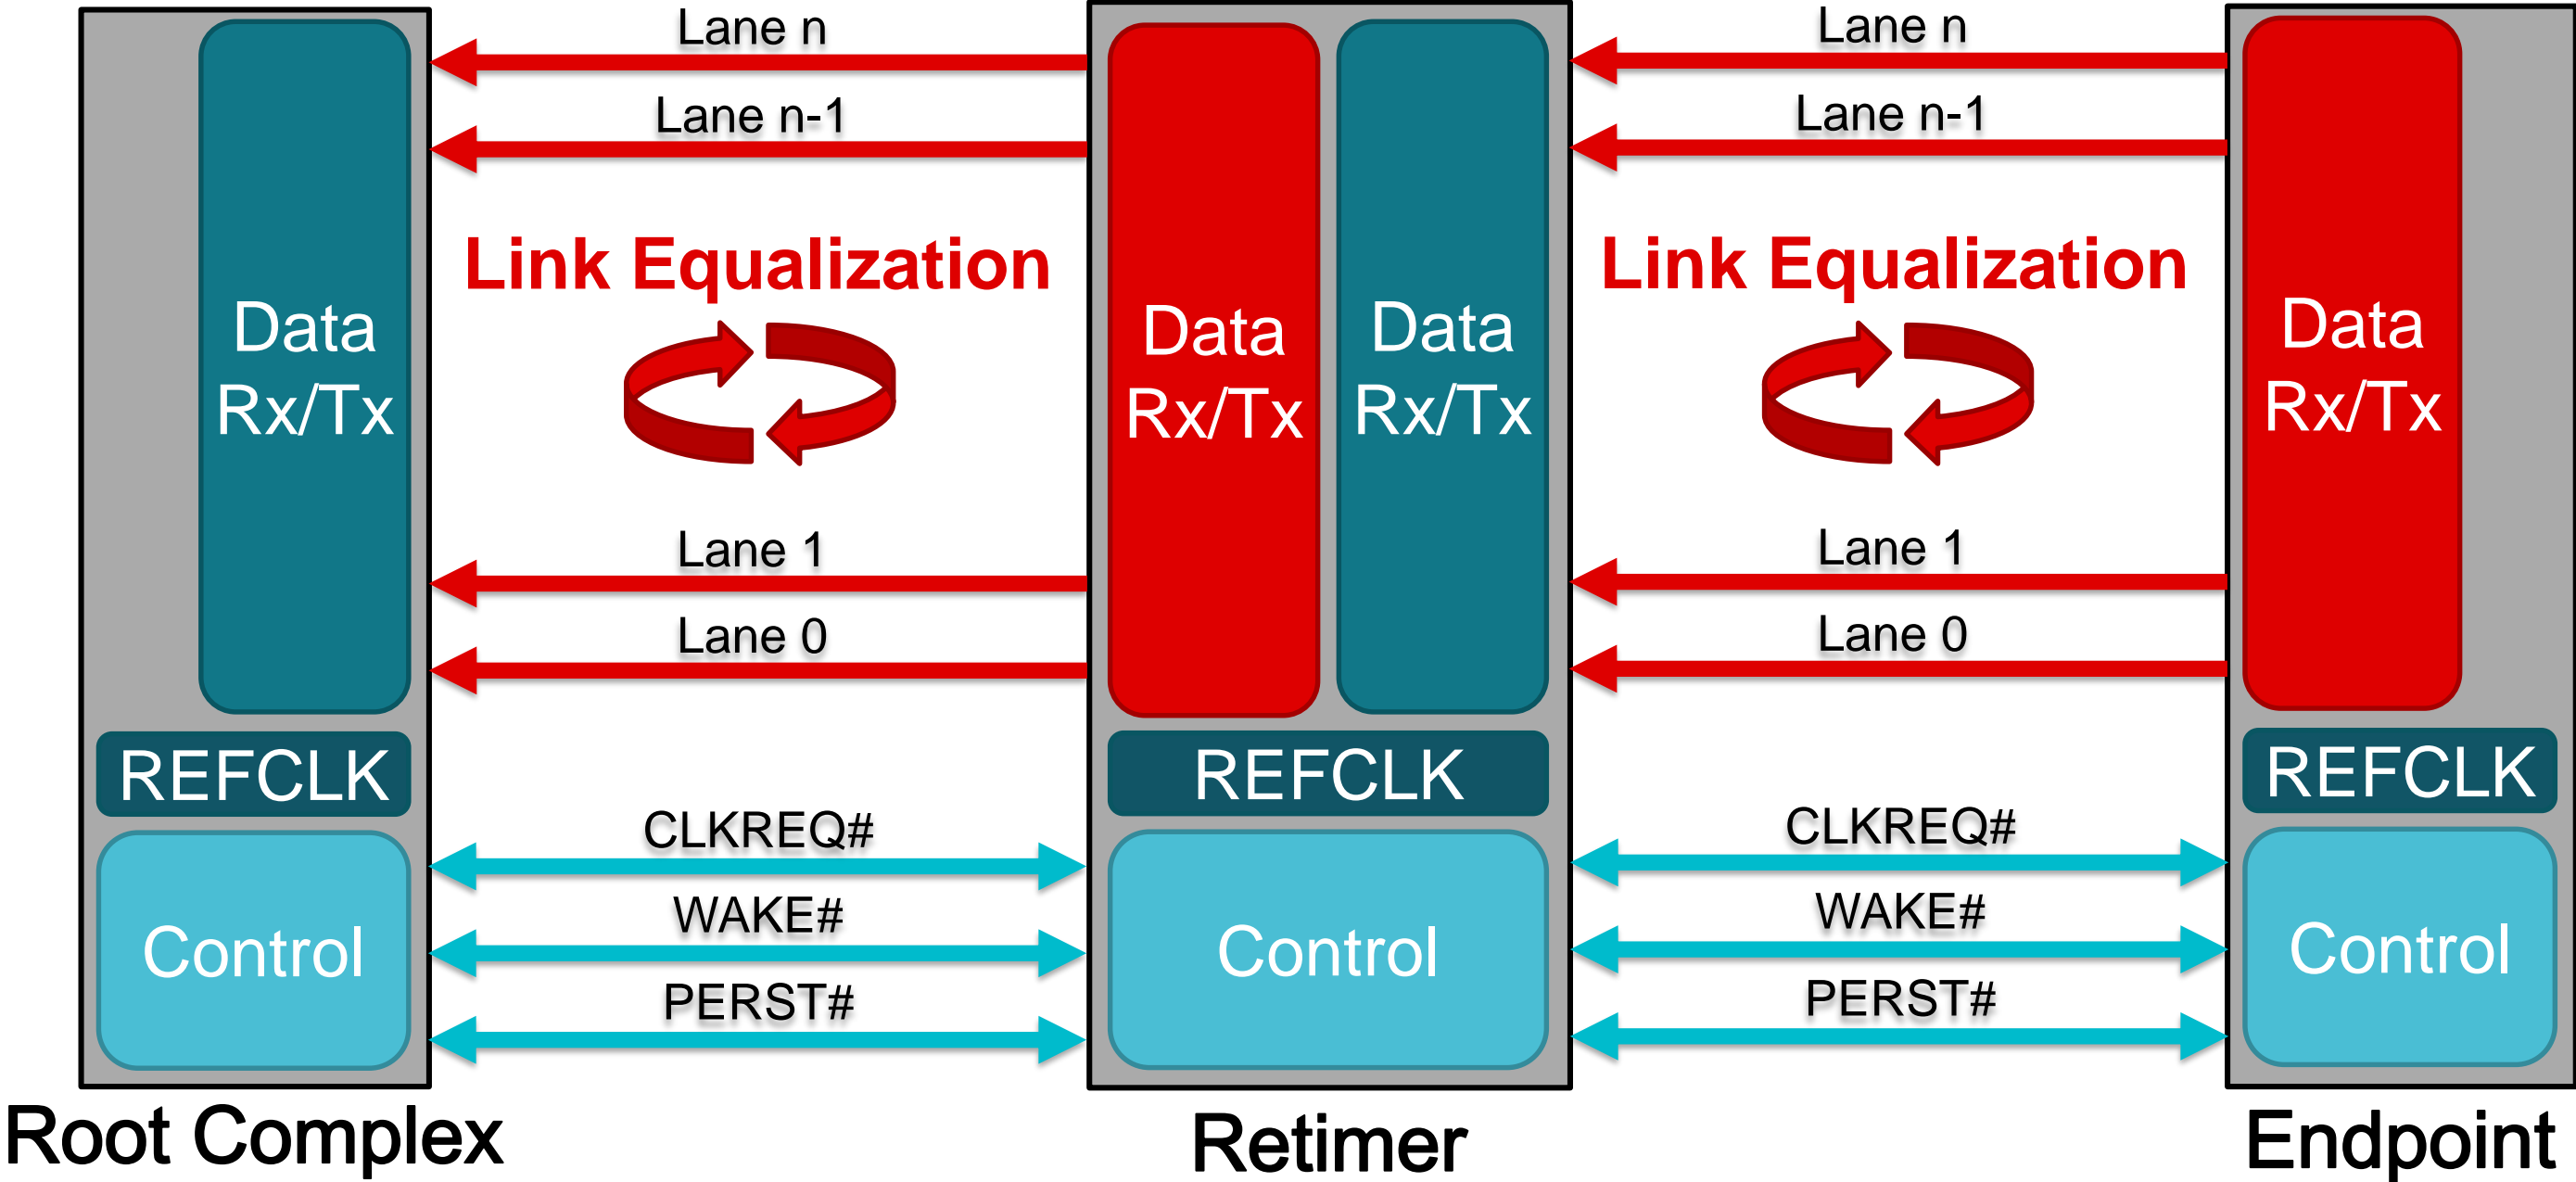 Lane n
Lane n
Lane n-1
Lane n-1
Link Equalization
Link Equalization
Data
Rx/Tx
Data
Rx/Tx
Data
Rx/Tx
Data
Rx/Tx
Lane 1
Lane 1
Lane 0
Lane 0
REFCLK
REFCLK
REFCLK
CLKREQ#
CLKREQ#
WAKE#
WAKE#
Control
Control
Control
PERST#
PERST#
Root Complex
Retimer
Endpoint